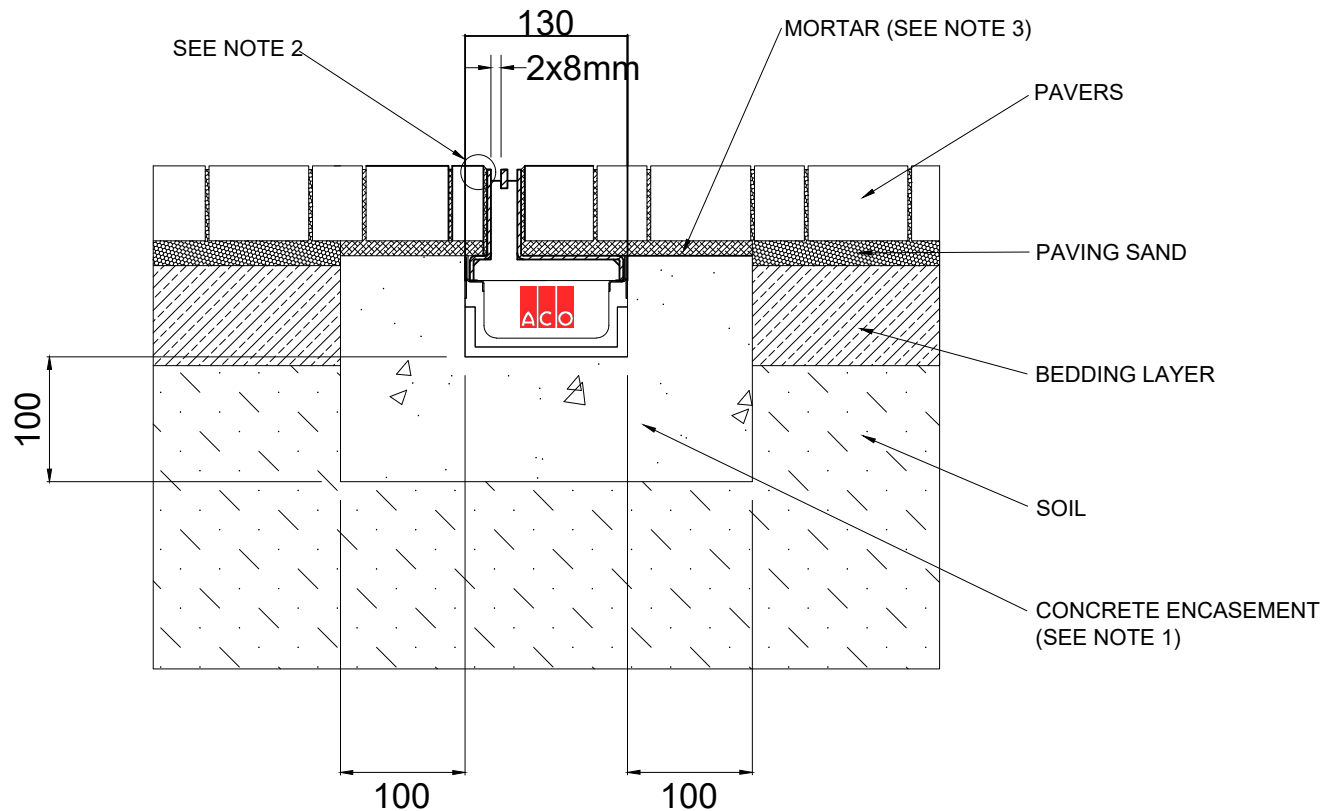 130
SEE NOTE 2
MORTAR (SEE NOTE 3)
2x8mm
PAVERS
PAVING SAND
ACO
BEDDING LAYER
100
SOIL
CONCRETE ENCASEMENT
(SEE NOTE 1)
100
100